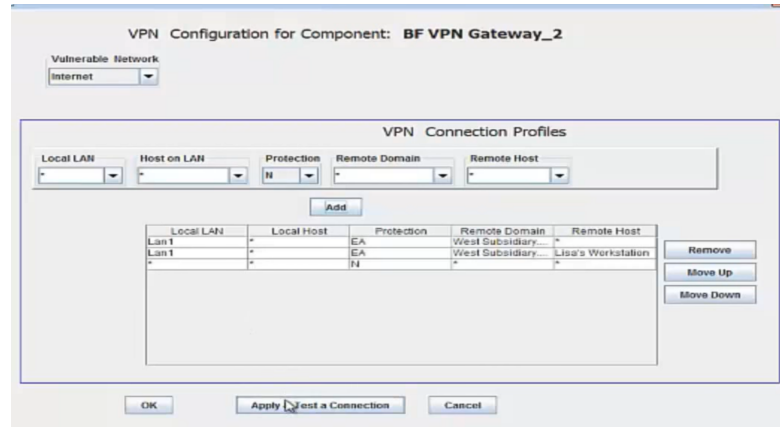 VPN Configuration for Component: BF VPN Gateway_2
Vulnerable Network
Internet
VPN Connection Profiles
Local LAN Host on LAN Protection Remote Domain Remote Host
* * N * *
Add
Local LAN Local Host Protection Remote Domain Remote Host
Lan1 * EA West Subsidiary.... *
Lan1 * EA West Subsidiary.... Lisa's Workstation
* * N * *
Remove
Move Up
Move Down
OK Apply Test a Connection Cancel